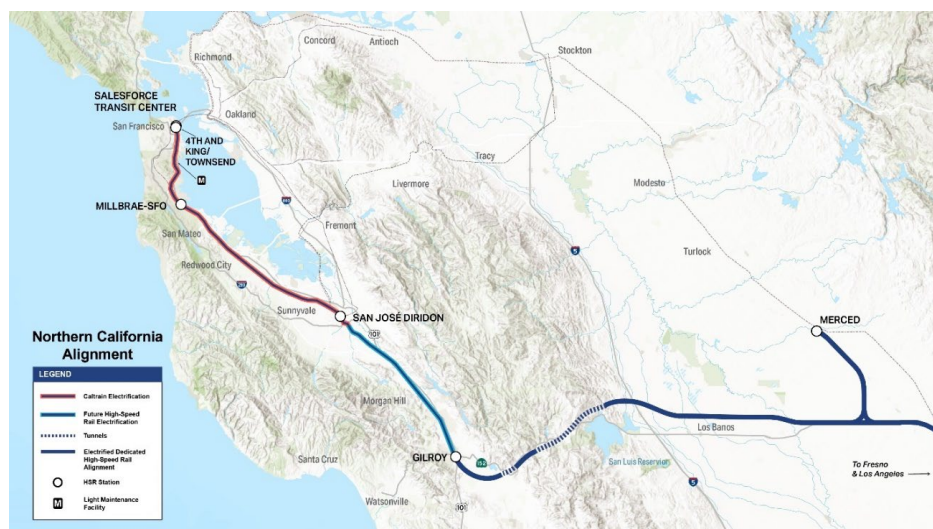 Concord
Antioch
Richmond
Stockton
SALESFORCE
TRANSIT CENTER
Oakland
San Francisco
4TH AND
KING/
TOWNSEND
Tracy
M
Livermore
Modesto
MILLBRAE-SFO
Fremont
San Mateo
5
Turlock
Redwood City
Sunnyvale
SAN JOSÉ DIRIDON
101
MERCED
Northern California
Alignment
LEGEND
Caltrain Electrification
Future High-Speed
Rail Electrification
Tunnels
Electrified Dedicated
High-Speed Rail
Alignment
HSR Station
M
Light Maintenance
Facility
Morgan Hill
Los Banos
GILROY
152
Santa Cruz
San Luis Reservoir
To Fresno
& Los Angeles
5
Watsonville
101